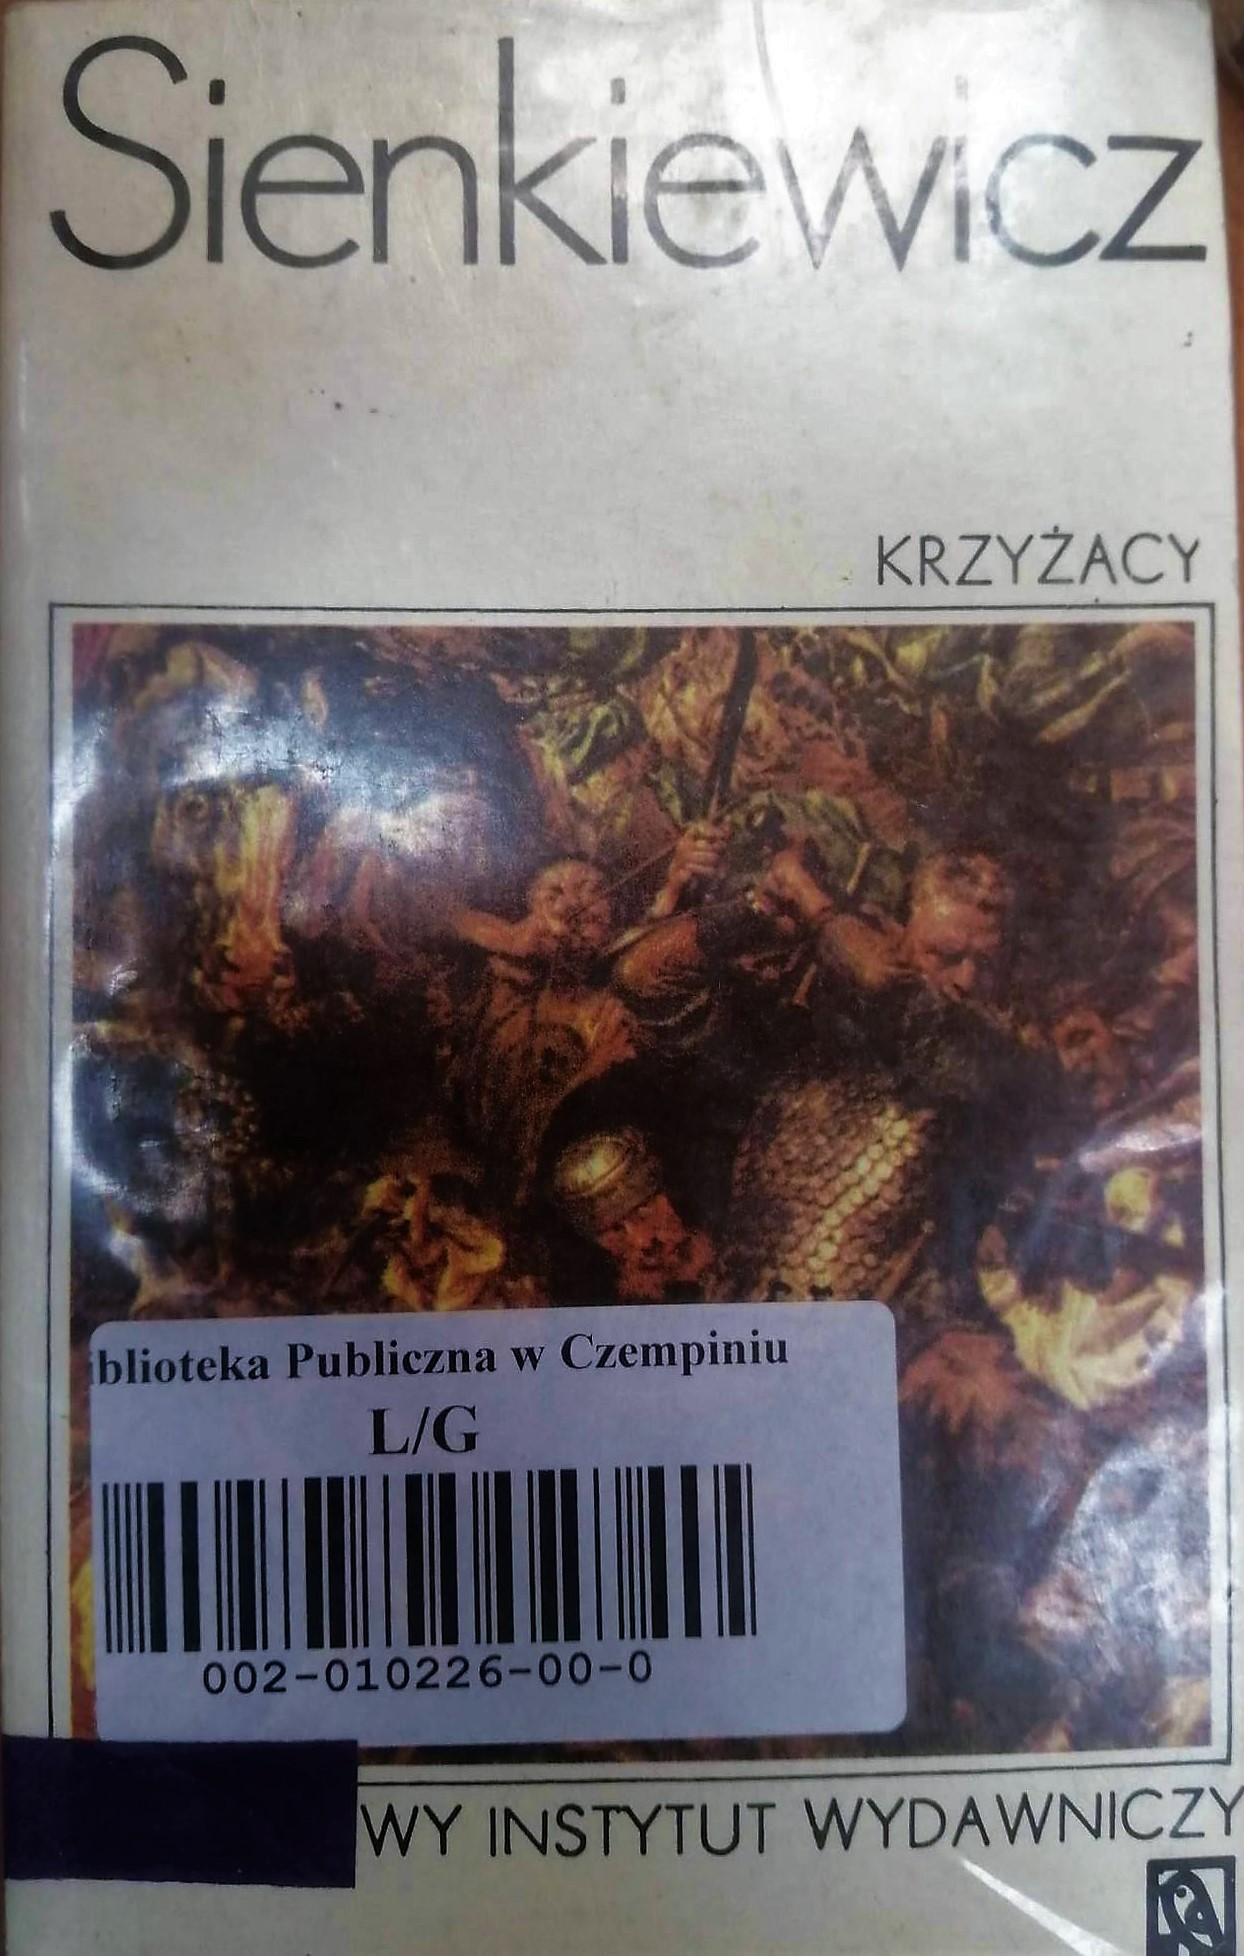 Sienkiewicz
KRZYŻACY
iblioteka Publiczna w Czempiniu
L/G
002-010226-00-0
WY INSTYTUT WYDAWNICZY